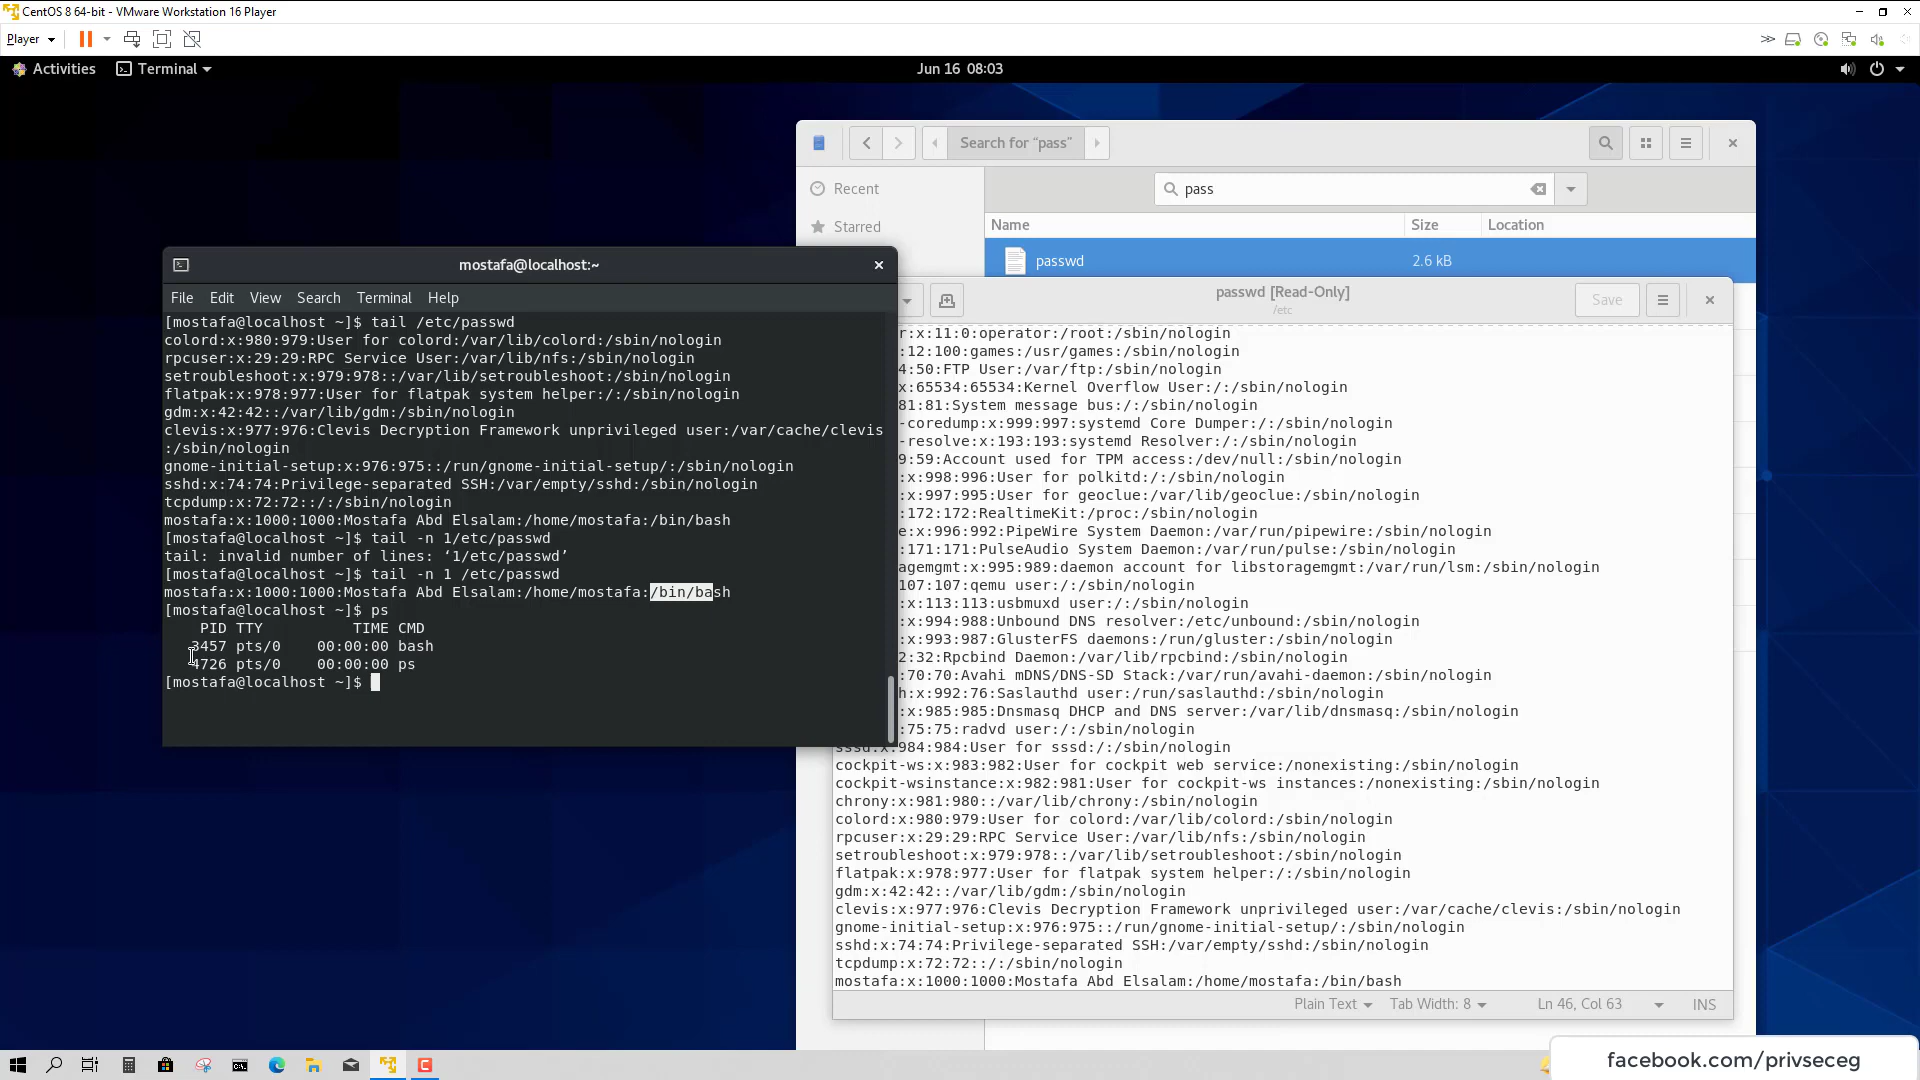 CentOS 8 64-bit - VMware Workstation 16 Player
Player
Activities
Terminal
Jun 16 08:03
Search for “pass”
Recent
Starred
pass
Name
Size
Location
passwd
2.6 kB
mostafa@localhost:~
File Edit View Search Terminal Help
[mostafa@localhost ~]$ tail /etc/passwd
colord:x:980:979:User for colord:/var/lib/colord:/sbin/nologin
rpcuser:x:29:29:RPC Service User:/var/lib/nfs:/sbin/nologin
setroubleshoot:x:979:978::/var/lib/setroubleshoot:/sbin/nologin
flatpak:x:978:977:User for flatpak system helper:/:/sbin/nologin
gdm:x:42:42::/var/lib/gdm:/sbin/nologin
clevis:x:977:976:Clevis Decryption Framework unprivileged user:/var/cache/clevis
:/sbin/nologin
gnome-initial-setup:x:976:975::/run/gnome-initial-setup/:/sbin/nologin
sshd:x:74:74:Privilege-separated SSH:/var/empty/sshd:/sbin/nologin
tcpdump:x:72:72::/:/sbin/nologin
mostafa:x:1000:1000:Mostafa Abd Elsalam:/home/mostafa:/bin/bash
[mostafa@localhost ~]$ tail -n 1/etc/passwd
tail: invalid number of lines: ‘1/etc/passwd’
[mostafa@localhost ~]$ tail -n 1 /etc/passwd
mostafa:x:1000:1000:Mostafa Abd Elsalam:/home/mostafa:/bin/bash
[mostafa@localhost ~]$ ps
PID TTY TIME CMD
3457 pts/0 00:00:00 bash
4726 pts/0 00:00:00 ps
[mostafa@localhost ~]$
passwd [Read-Only]
/etc
Save
r:x:11:0:operator:/root:/sbin/nologin
:12:100:games:/usr/games:/sbin/nologin
4:50:FTP User:/var/ftp:/sbin/nologin
x:65534:65534:Kernel Overflow User:/:/sbin/nologin
81:81:System message bus:/:/sbin/nologin
-coredump:x:999:997:systemd Core Dumper:/:/sbin/nologin
-resolve:x:193:193:systemd Resolver:/:/sbin/nologin
9:59:Account used for TPM access:/dev/null:/sbin/nologin
x:998:996:User for polkitd:/:/sbin/nologin
x:997:995:User for geoclue:/var/lib/geoclue:/sbin/nologin
172:172:RealtimeKit:/proc:/sbin/nologin
e:x:996:992:PipeWire System Daemon:/var/run/pipewire:/sbin/nologin
:171:171:PulseAudio System Daemon:/var/run/pulse:/sbin/nologin
agemgmt:x:995:989:daemon account for libstoragemgmt:/var/run/lsm:/sbin/nologin
107:107:qemu user:/:/sbin/nologin
x:113:113:usbmuxd user:/:/sbin/nologin
x:994:988:Unbound DNS resolver:/etc/unbound:/sbin/nologin
x:993:987:GlusterFS daemons:/run/gluster:/sbin/nologin
2:32:Rpcbind Daemon:/var/lib/rpcbind:/sbin/nologin
:70:70:Avahi mDNS/DNS-SD Stack:/var/run/avahi-daemon:/sbin/nologin
h:x:992:76:Saslauthd user:/run/saslauthd:/sbin/nologin
:x:985:985:Dnsmasq DHCP and DNS server:/var/lib/dnsmasq:/sbin/nologin
:75:75:radvd user:/:/sbin/nologin
sssd:x:984:984:User for sssd:/:/sbin/nologin
cockpit-ws:x:983:982:User for cockpit web service:/nonexisting:/sbin/nologin
cockpit-wsinstance:x:982:981:User for cockpit-ws instances:/nonexisting:/sbin/nologin
chrony:x:981:980::/var/lib/chrony:/sbin/nologin
colord:x:980:979:User for colord:/var/lib/colord:/sbin/nologin
rpcuser:x:29:29:RPC Service User:/var/lib/nfs:/sbin/nologin
setroubleshoot:x:979:978::/var/lib/setroubleshoot:/sbin/nologin
flatpak:x:978:977:User for flatpak system helper:/:/sbin/nologin
gdm:x:42:42::/var/lib/gdm:/sbin/nologin
clevis:x:977:976:Clevis Decryption Framework unprivileged user:/var/cache/clevis:/sbin/nologin
gnome-initial-setup:x:976:975::/run/gnome-initial-setup/:/sbin/nologin
sshd:x:74:74:Privilege-separated SSH:/var/empty/sshd:/sbin/nologin
tcpdump:x:72:72::/:/sbin/nologin
mostafa:x:1000:1000:Mostafa Abd Elsalam:/home/mostafa:/bin/bash
Plain Text
Tab Width: 8
Ln 46, Col 63
INS
facebook.com/privseceg